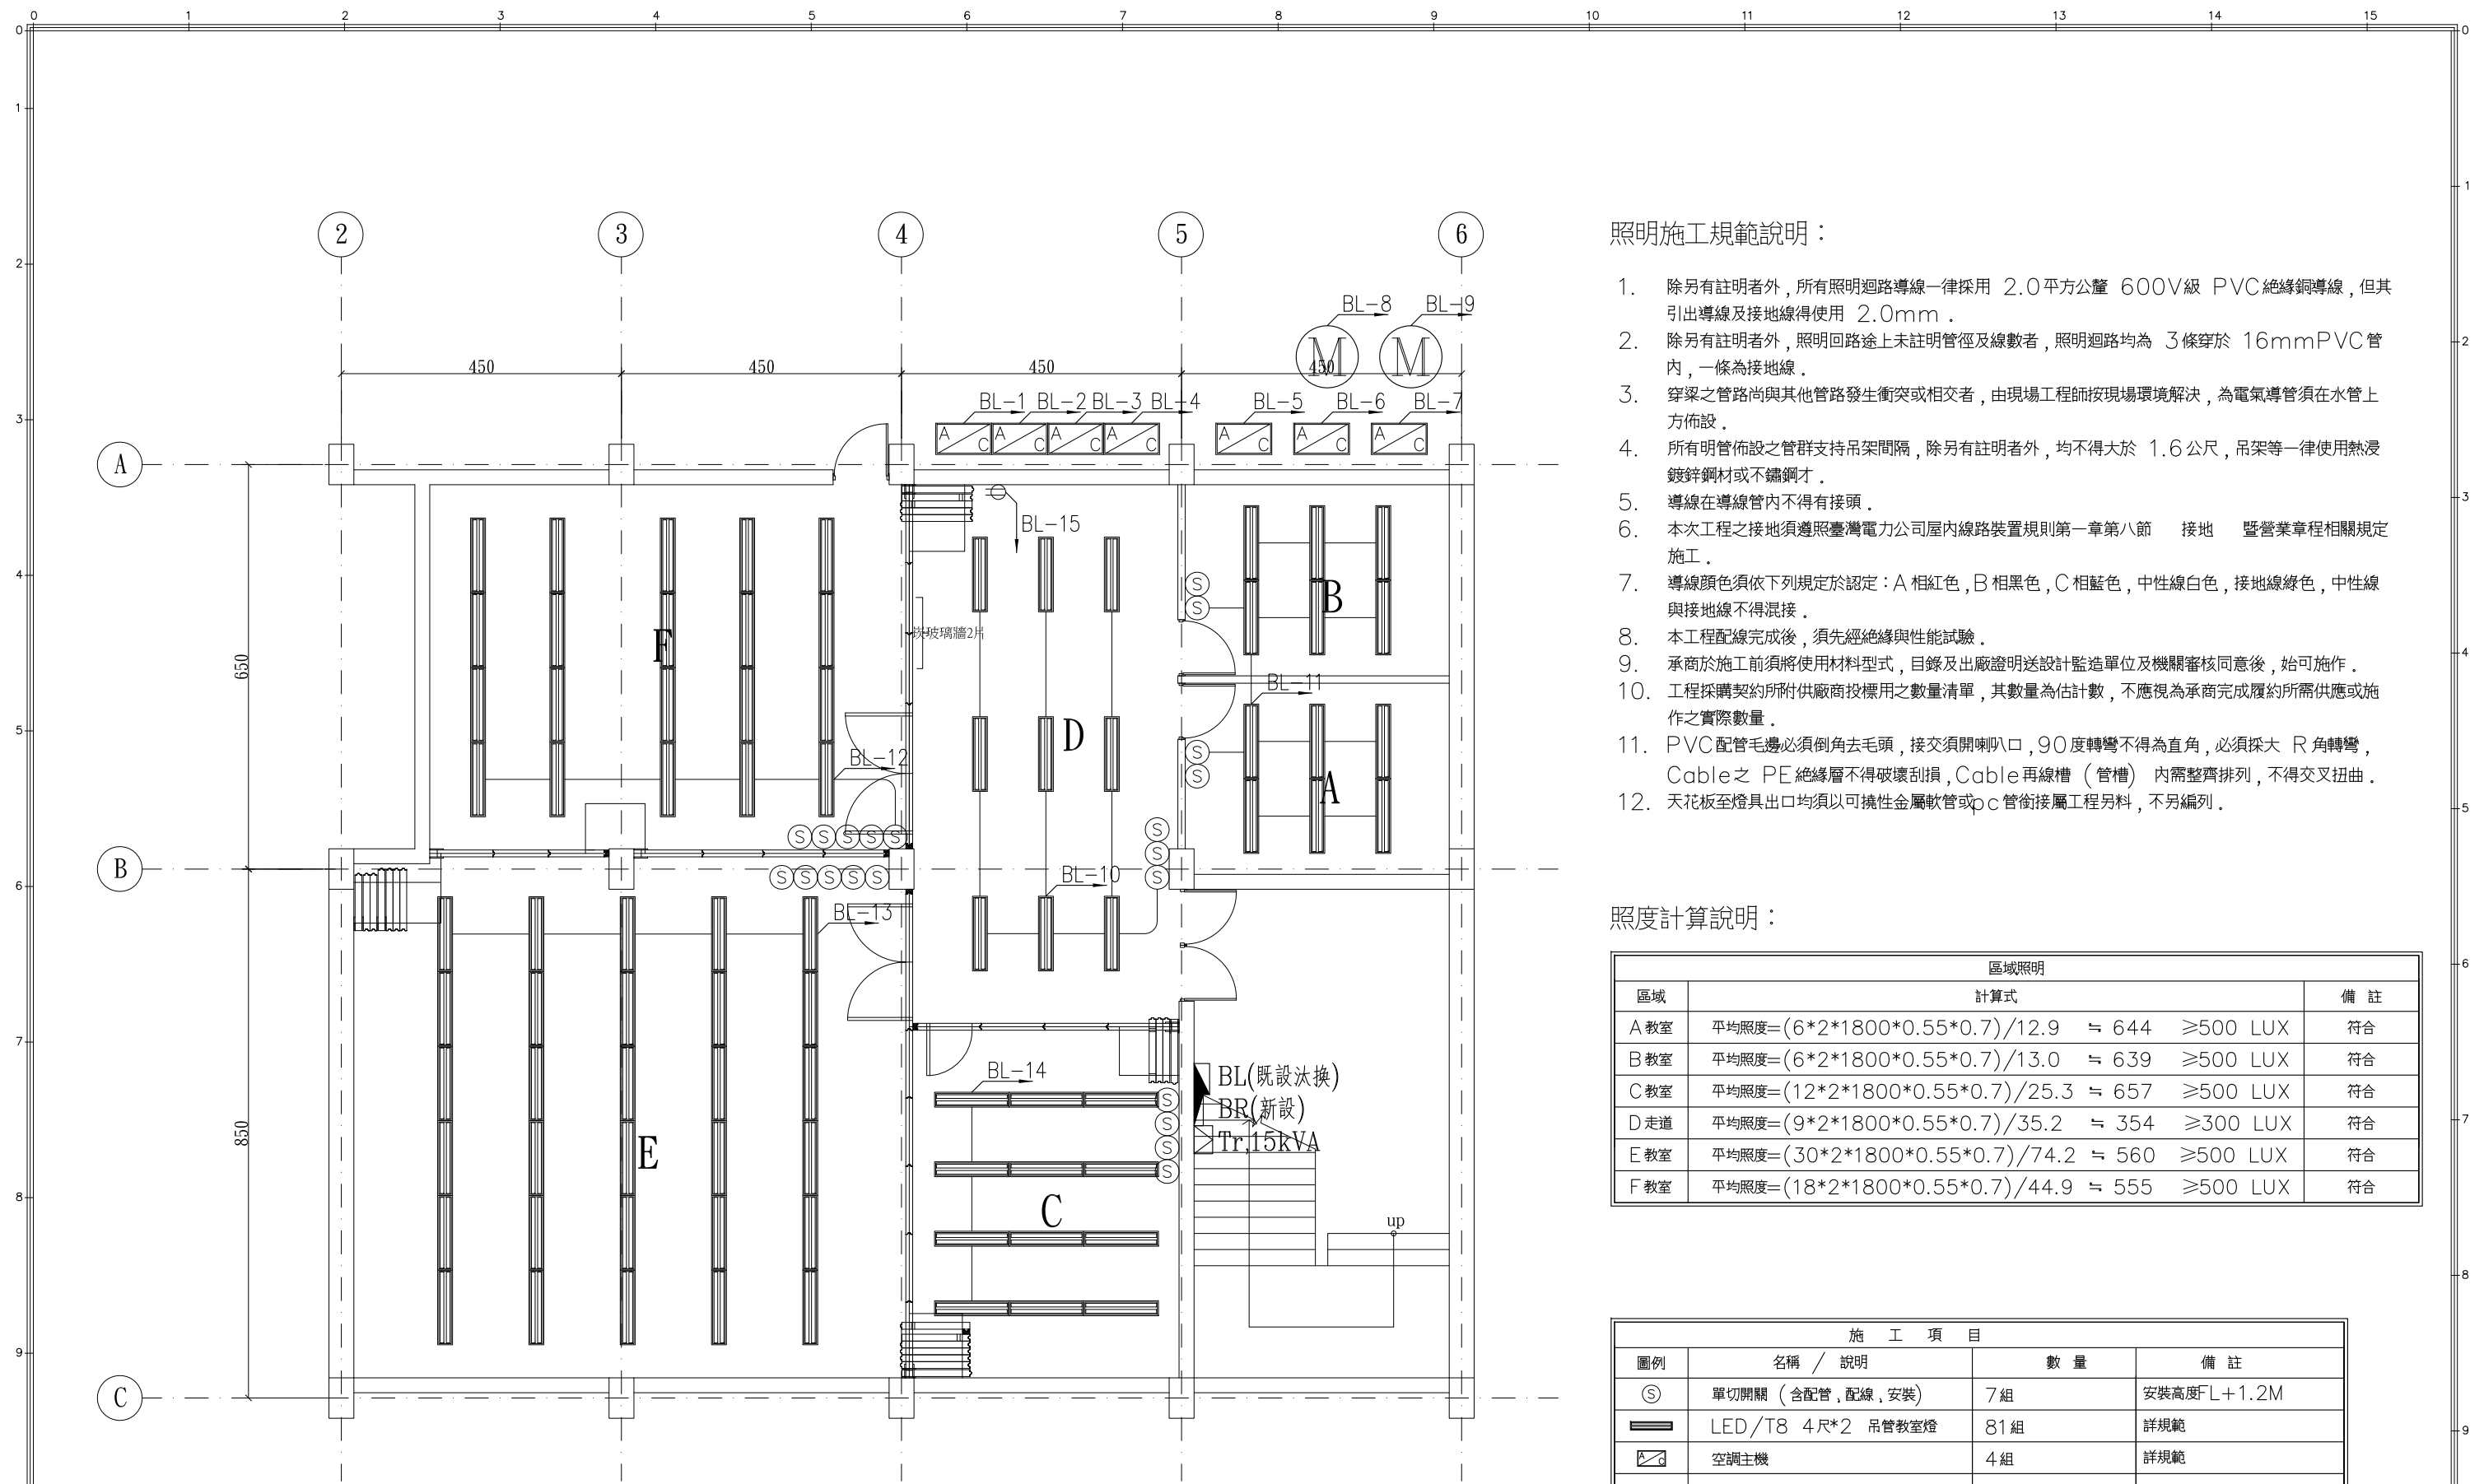 0 1 2 3 4 5 6 7 8 9 10 11 12 13 14 15
0 1 2 3 4 5 6 7 8 9
0 1 2 3 4 5 6 7 8 9
2 3 4 5 6
BL-8 BL-9
M M
450 450 450 450
BL-1 BL-2 BL-3 BL-4 BL-5 BL-6 BL-7
A C A C A C A C A C A C A C
A
BL-15
S
S
B
玻璃牆2片
F
650
BL-11
D
BL-12
S
S
A
S S S S S
S
S
S
B
BL-10
S S S S S
BL-13
BL-14
BL(既設汰換)
BR(新設)
Tr,15kVA
S
S
S
S
850
E
C
up
C
照明施工規範說明：
1. 除另有註明者外，所有照明迴路導線一律採用 2.0平方公釐 600V級 PVC絕緣銅導線，但其
引出導線及接地線得使用 2.0mm．
2. 除另有註明者外，照明回路途上未註明管徑及線數者，照明迴路均為 3條穿於 16mmPVC管
內，一條為接地線．
3. 穿梁之管路尚與其他管路發生衝突或相交者，由現場工程師按現場環境解決，為電氣導管須在水管上
方佈設．
4. 所有明管佈設之管群支持吊架間隔，除另有註明者外，均不得大於 1.6公尺，吊架等一律使用熱浸
鍍鋅鋼材或不鏽鋼才．
5. 導線在導線管內不得有接頭．
6. 本次工程之接地須遵照臺灣電力公司屋內線路裝置規則第一章第八節 接地 暨營業章程相關規定
施工．
7. 導線顏色須依下列規定於認定：A相紅色，B相黑色，C相藍色，中性線白色，接地線綠色，中性線
與接地線不得混接．
8. 本工程配線完成後，須先經絕緣與性能試驗．
9. 承商於施工前須將使用材料型式，目錄及出廠證明送設計監造單位及機關審核同意後，始可施作．
10. 工程採購契約所附供廠商投標用之數量清單，其數量為估計數，不應視為承商完成履約所需供應或施
作之實際數量．
11. PVC配管毛邊必須倒角去毛頭，接交須開喇叭口，90度轉彎不得為直角，必須採大 R角轉彎，
Cable之 PE絕緣層不得破壞刮損，Cable再線槽（管槽）內需整齊排列，不得交叉扭曲．
12. 天花板至燈具出口均須以可撓性金屬軟管或pc管銜接屬工程另料，不另編列．
照度計算說明：
區域照明
區域 計算式 備 註
A教室 平均照度=(6*2*1800*0.55*0.7)/12.9 ≒ 644 ≥500 LUX 符合
B教室 平均照度=(6*2*1800*0.55*0.7)/13.0 ≒ 639 ≥500 LUX 符合
C教室 平均照度=(12*2*1800*0.55*0.7)/25.3 ≒ 657 ≥500 LUX 符合
D走道 平均照度=(9*2*1800*0.55*0.7)/35.2 ≒ 354 ≥300 LUX 符合
E教室 平均照度=(30*2*1800*0.55*0.7)/74.2 ≒ 560 ≥500 LUX 符合
F教室 平均照度=(18*2*1800*0.55*0.7)/44.9 ≒ 555 ≥500 LUX 符合
施 工 項 目
圖例 名稱 / 說明 數 量 備 註
S 單切開關（含配管，配線，安裝） 7組 安裝高度FL+1.2M
LED/T8 4尺*2 吊管教室燈 81組 詳規範
A C 空調主機 4組 詳規範